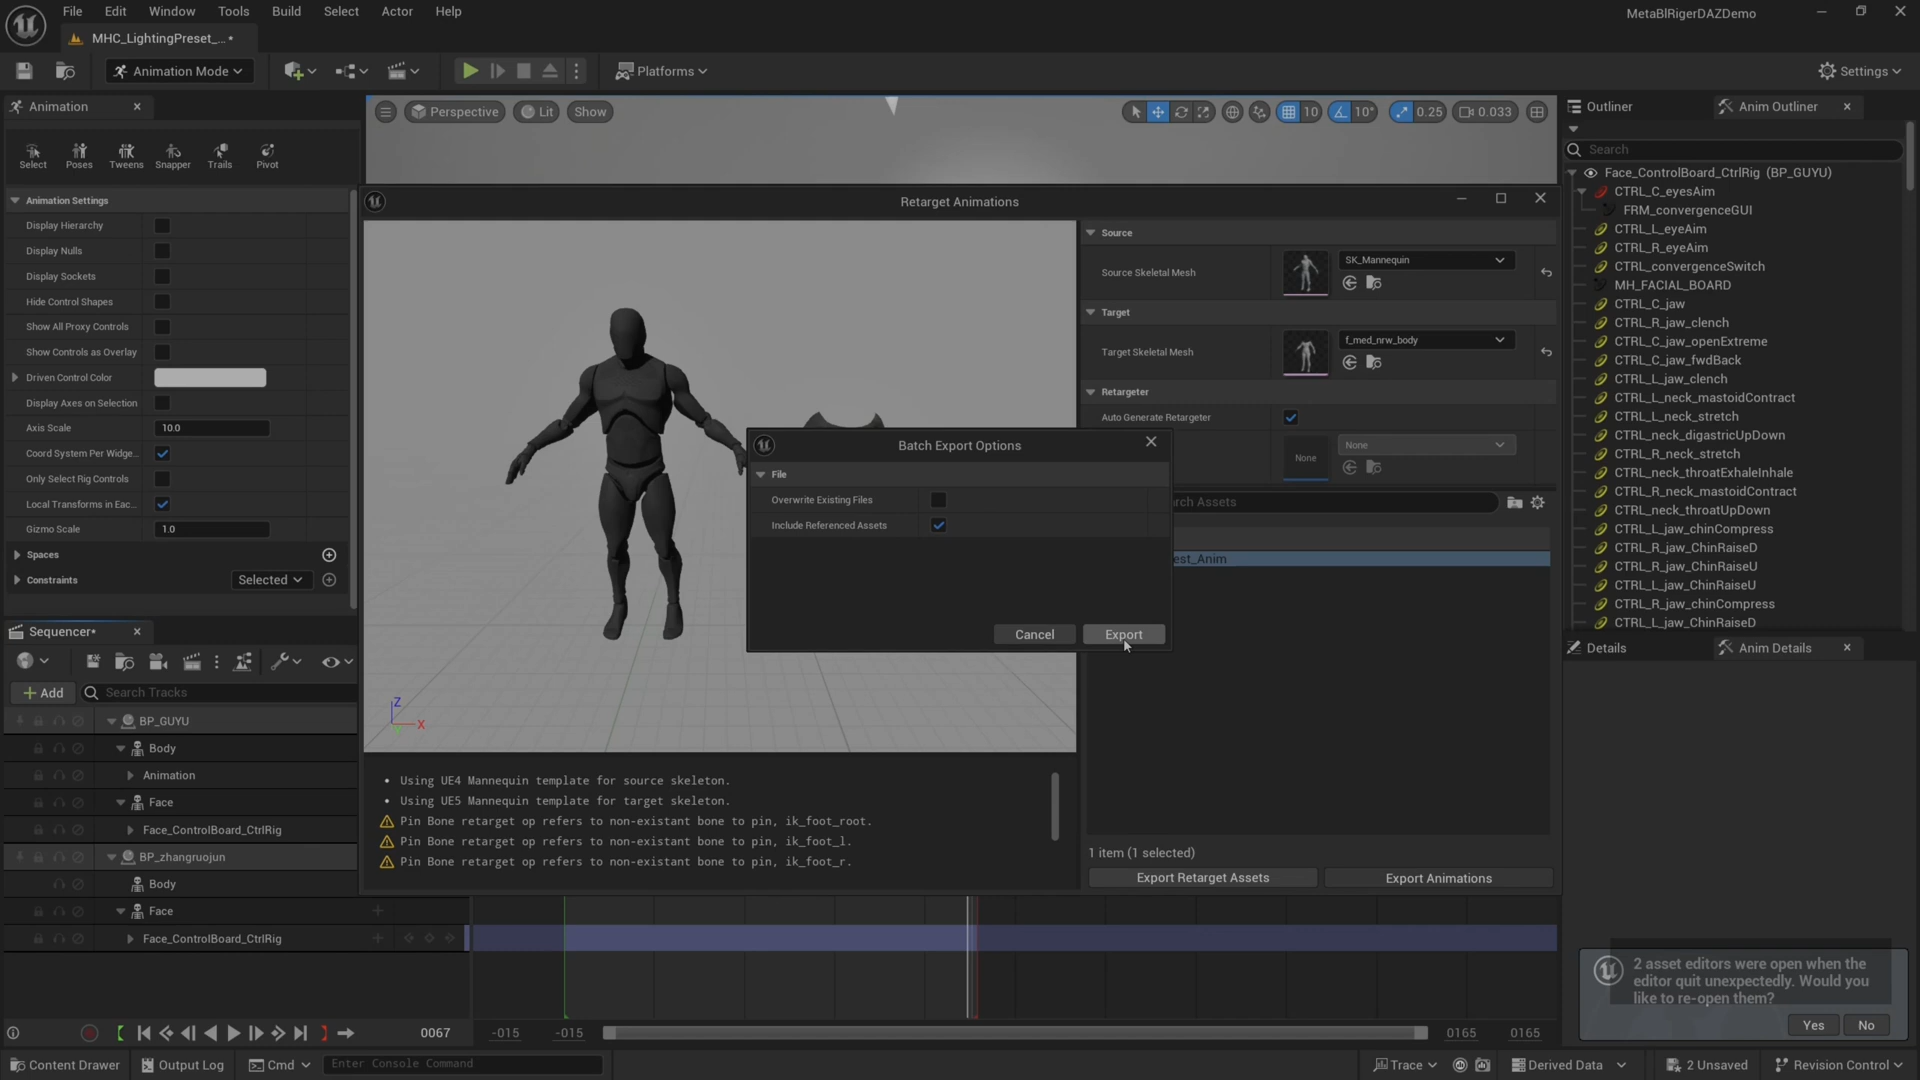 File Edit Window Tools Build Select Actor Help
MetaBlRigerDAZDemo
MHC_LightingPreset_... •
Animation Mode
Platforms
Settings
Animation
Perspective Lit Show
10 10° 0.25 0.033
Outliner Anim Outliner
Search
Select Poses Tweens Snapper Trails Pivot
Animation Settings
Display Hierarchy
Display Nulls
Display Sockets
Hide Control Shapes
Show All Proxy Controls
Show Controls as Overlay
Driven Control Color
Display Axes on Selection
Axis Scale 10.0
Coord System Per Widge...
Only Select Rig Controls
Local Transforms in Eac...
Gizmo Scale 1.0
Spaces
Constraints Selected
Retarget Animations
Source
Source Skeletal Mesh SK_Mannequin
Target
Target Skeletal Mesh f_med_nrw_body
Retargeter
Auto Generate Retargeter
None None
Batch Export Options
File
Overwrite Existing Files
Include Referenced Assets
Cancel Export
rch Assets
est_Anim
Z
X
• Using UE4 Mannequin template for source skeleton.
• Using UE5 Mannequin template for target skeleton.
Pin Bone retarget op refers to non-existant bone to pin, ik_foot_root.
Pin Bone retarget op refers to non-existant bone to pin, ik_foot_l.
Pin Bone retarget op refers to non-existant bone to pin, ik_foot_r.
1 item (1 selected)
Export Retarget Assets Export Animations
Face_ControlBoard_CtrlRig (BP_GUYU)
CTRL_C_eyesAim
FRM_convergenceGUI
CTRL_L_eyeAim
CTRL_R_eyeAim
CTRL_convergenceSwitch
MH_FACIAL_BOARD
CTRL_C_jaw
CTRL_R_jaw_clench
CTRL_C_jaw_openExtreme
CTRL_C_jaw_fwdBack
CTRL_L_jaw_clench
CTRL_L_neck_mastoidContract
CTRL_L_neck_stretch
CTRL_neck_digastricUpDown
CTRL_R_neck_stretch
CTRL_neck_throatExhaleInhale
CTRL_R_neck_mastoidContract
CTRL_neck_throatUpDown
CTRL_L_jaw_chinCompress
CTRL_R_jaw_ChinRaiseD
CTRL_R_jaw_ChinRaiseU
CTRL_L_jaw_ChinRaiseU
CTRL_R_jaw_chinCompress
CTRL_L_jaw_ChinRaiseD
Details Anim Details
Sequencer*
+ Add Search Tracks
BP_GUYU
Body
Animation
Face
Face_ControlBoard_CtrlRig
BP_zhangruojun
Body
Face
Face_ControlBoard_CtrlRig
0067 -015 -015 0165 0165
2 asset editors were open when the
editor quit unexpectedly. Would you
like to re-open them?
Yes No
Content Drawer Output Log Cmd Enter Console Command
Trace Derived Data 2 Unsaved Revision Control